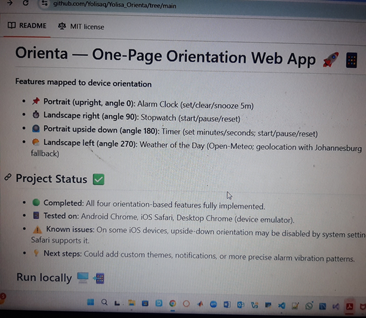 github.com/Yolisaq/Yolisa_Orienta/tree/main
README MIT license
Orienta — One-Page Orientation Web App 🚀 📱
Features mapped to device orientation
• 📌 Portrait (upright, angle 0): Alarm Clock (set/clear/snooze 5m)
• Landscape right (angle 90): Stopwatch (start/pause/reset)
• Portrait upside down (angle 180): Timer (set minutes/seconds; start/pause/reset)
• Landscape left (angle 270): Weather of the Day (Open-Meteo; geolocation with Johannesburg
fallback)
Project Status ✅
• Completed: All four orientation-based features fully implemented.
• Tested on: Android Chrome, iOS Safari, Desktop Chrome (device emulator).
• ⚠️ Known issues: On some iOS devices, upside-down orientation may be disabled by system settin
Safari supports it.
• Next steps: Could add custom themes, notifications, or more precise alarm vibration patterns.
Run locally